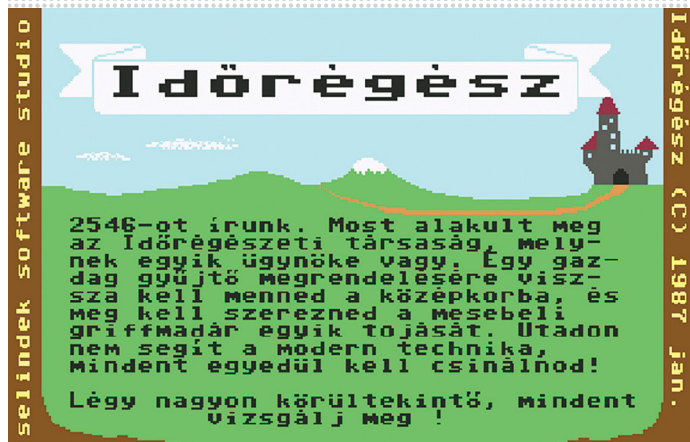 selindek software studio
Időrégész
Időrégész (C) 1987 jan.
2546-ot írunk. Most alakult meg
az Időrégészeti társaság, mely-
nek egyik ügynöke vagy. Egy gaz-
dag gyűjtő megrendelésére visz-
sza kell menned a középkorba, és
meg kell szerezned a mesebeli
griffmadár egyik tojását. Utadon
nem segít a modern technika,
mindent egyedül kell csinálnod!
Légy nagyon körültekintő, mindent
vizsgálj meg !